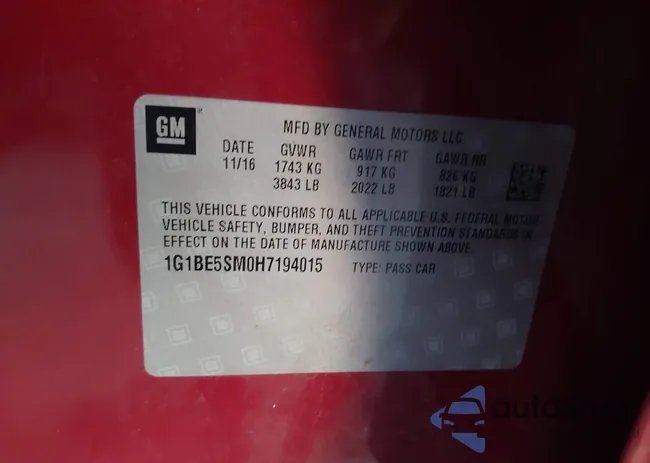 GM
MFD BY GENERAL MOTORS LLC
DATE GVWR GAWR FRT GAWR RR
11/16 1743 KG 917 KG 826 KG
3843 LB 2022 LB 1821 LB
THIS VEHICLE CONFORMS TO ALL APPLICABLE U.S. FEDERAL MOTOR
VEHICLE SAFETY, BUMPER, AND THEFT PREVENTION STANDARDS IN
EFFECT ON THE DATE OF MANUFACTURE SHOWN ABOVE.
1G1BE5SM0H7194015 TYPE: PASS CAR